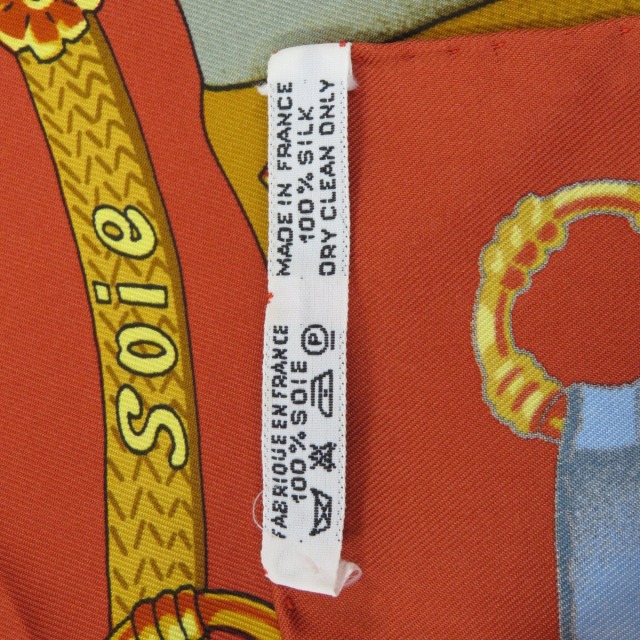 Soie
MADE IN FRANCE
100% SILK
DRY CLEAN ONLY
FABRIQUE EN FRANCE
100% SOIE
P